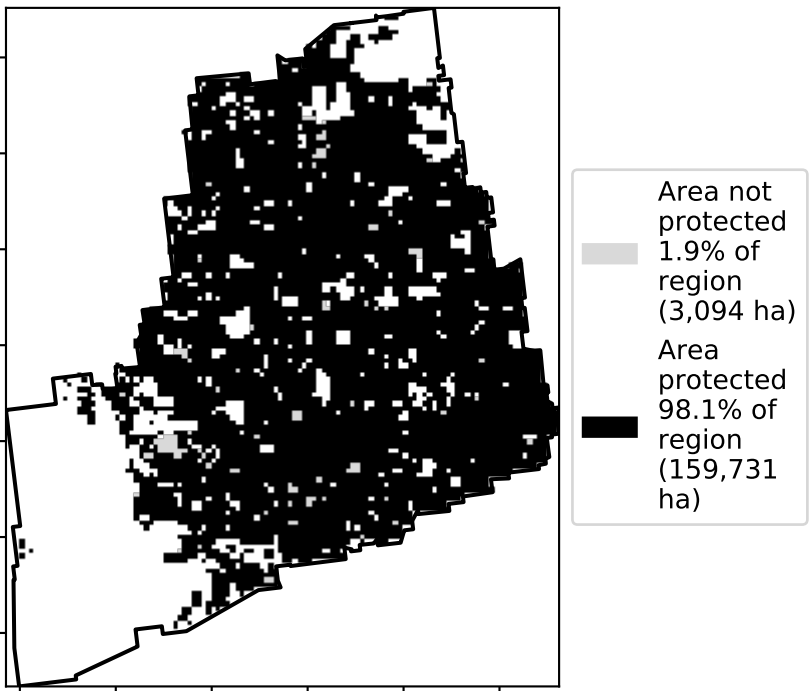 Area not
protected
1.9% of
region
(3,094 ha)
Area
protected
98.1% of
region
(159,731
ha)